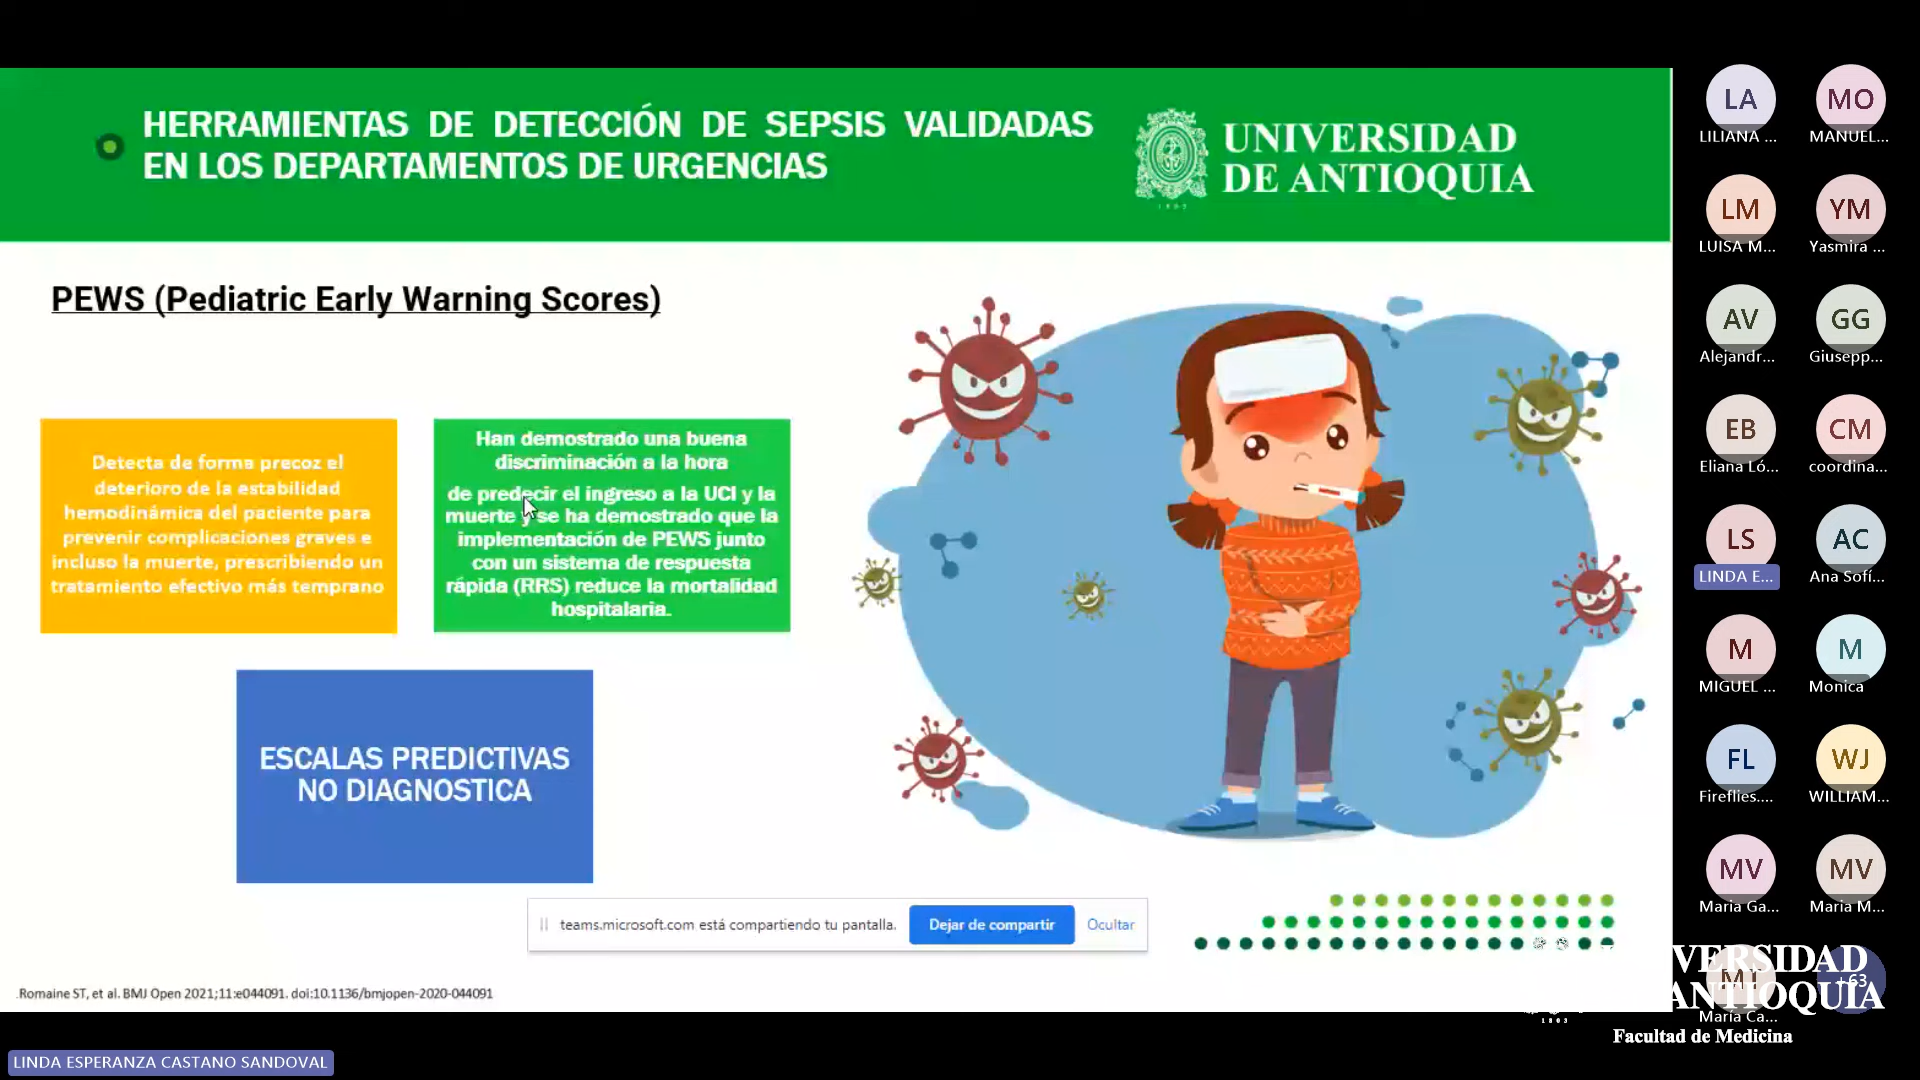 HERRAMIENTAS DE DETECCIÓN DE SEPSIS VALIDADAS
EN LOS DEPARTAMENTOS DE URGENCIAS
UNIVERSIDAD
DE ANTIOQUIA
1803
PEWS (Pediatric Early Warning Scores)
Detecta de forma precoz el
deterioro de la estabilidad
hemodinámica del paciente para
prevenir complicaciones graves e
incluso la muerte, prescribiendo un
tratamiento efectivo más temprano
Han demostrado una buena
discriminación a la hora
de predecir el ingreso a la UCI y la
muerte y se ha demostrado que la
implementación de PEWS junto
con un sistema de respuesta
rápida (RRS) reduce la mortalidad
hospitalaria.
ESCALAS PREDICTIVAS
NO DIAGNOSTICA
teams.microsoft.com está compartiendo tu pantalla.
Dejar de compartir
Ocultar
.Romaine ST, et al. BMJ Open 2021;11:e044091. doi:10.1136/bmjopen-2020-044091
LINDA ESPERANZA CASTANO SANDOVAL
LA
LILIANA ...
MO
MANUEL...
LM
LUISA M...
YM
Yasmira ...
AV
Alejandr...
GG
Giusepp...
EB
Eliana Ló...
CM
coordina...
LS
LINDA E...
AC
Ana Sofí...
M
MIGUEL ...
M
Monica
FL
Fireflies....
WJ
WILLIAM...
MV
Maria Ga...
MV
Maria M...
+63
María Ca...
VERSIDAD
ANTIOQUIA
1803
Facultad de Medicina